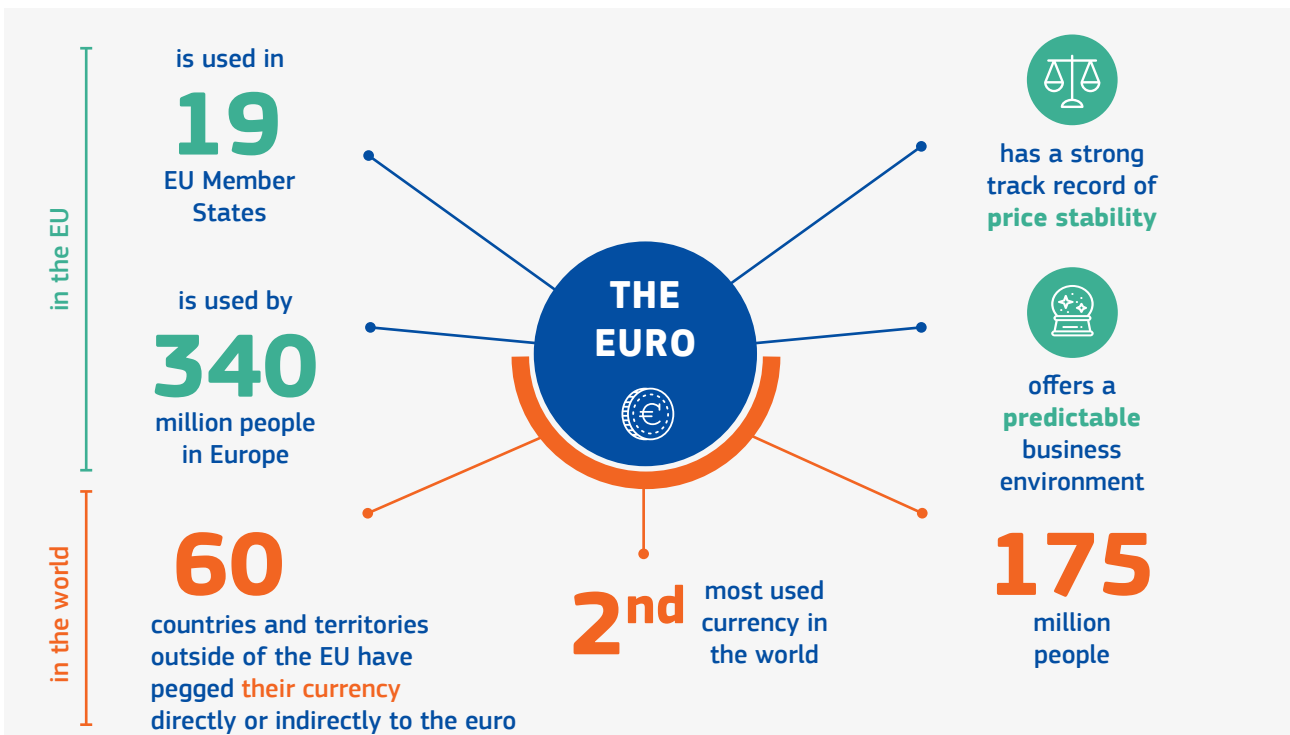 in the EU
is used in
19
EU Member
States
is used by
340
million people
in Europe
THE
EURO
€
has a strong
track record of
price stability
offers a
predictable
business
environment
in the world
60
countries and territories
outside of the EU have
pegged their currency
directly or indirectly to the euro
2nd
most used
currency in
the world
175
million
people